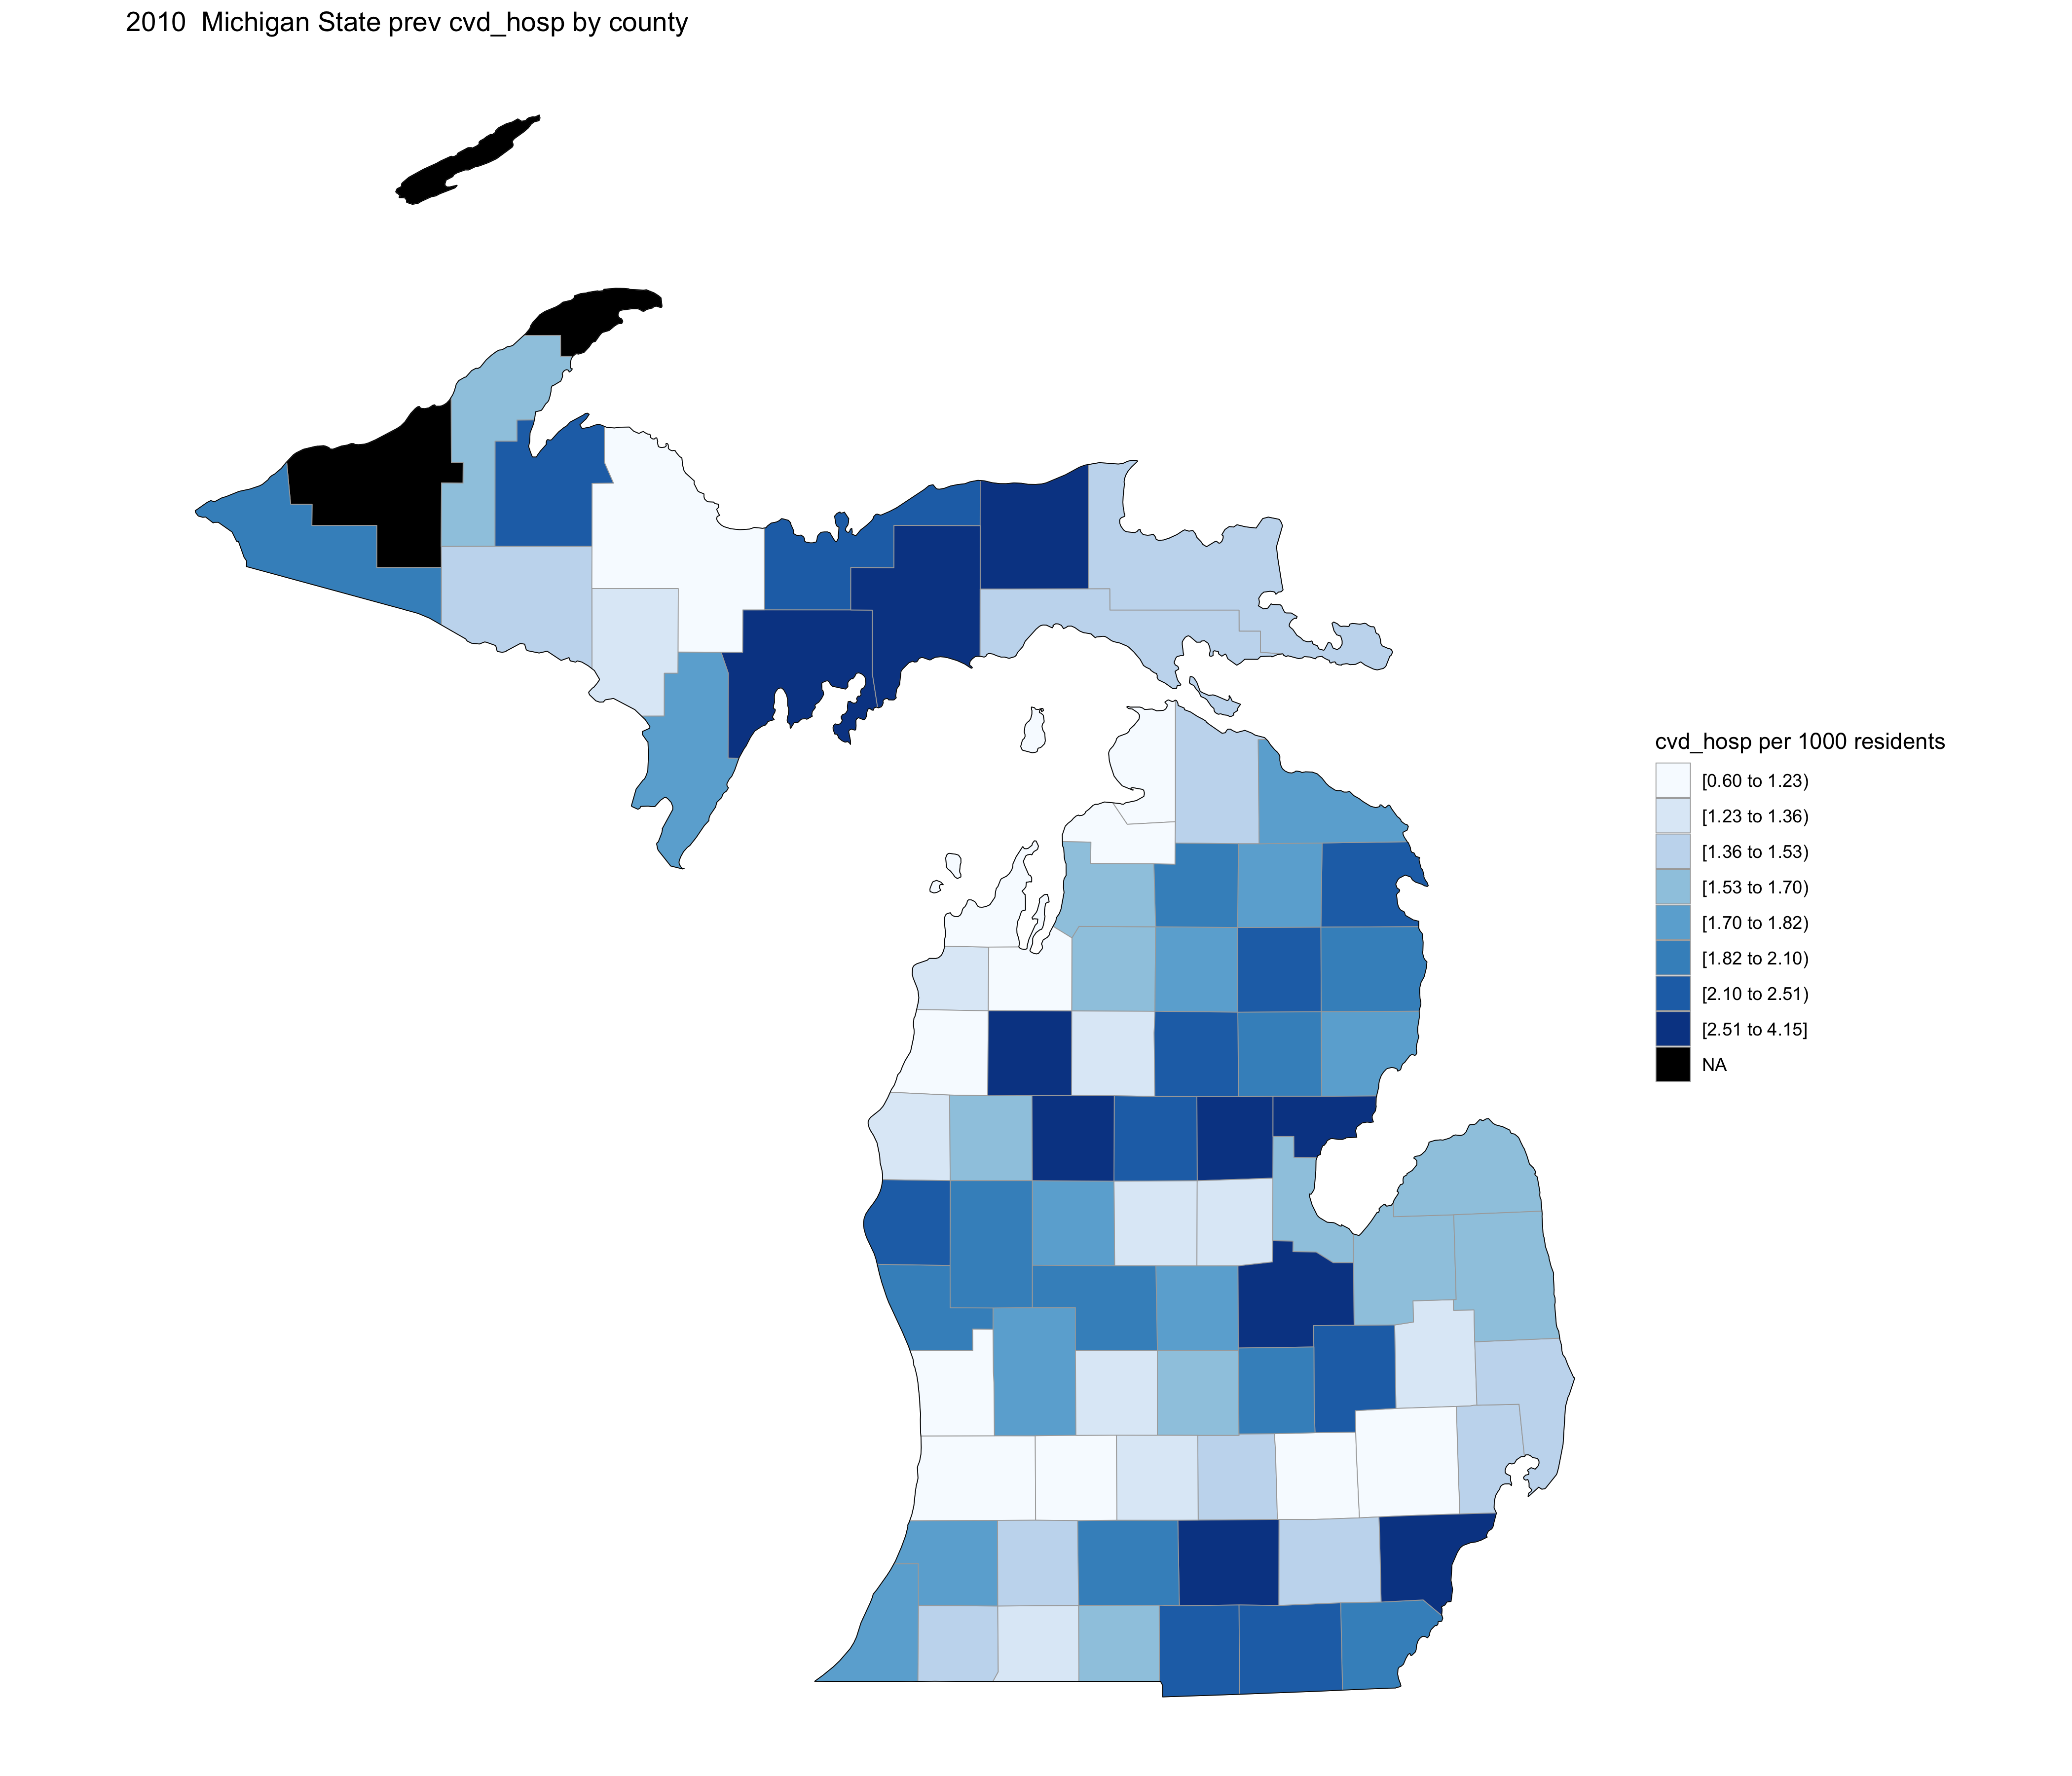 2010  Michigan State prev cvd_hosp by county
cvd_hosp per 1000 residents
[0.60 to 1.23)
[1.23 to 1.36)
[1.36 to 1.53)
[1.53 to 1.70)
[1.70 to 1.82)
[1.82 to 2.10)
[2.10 to 2.51)
[2.51 to 4.15]
NA